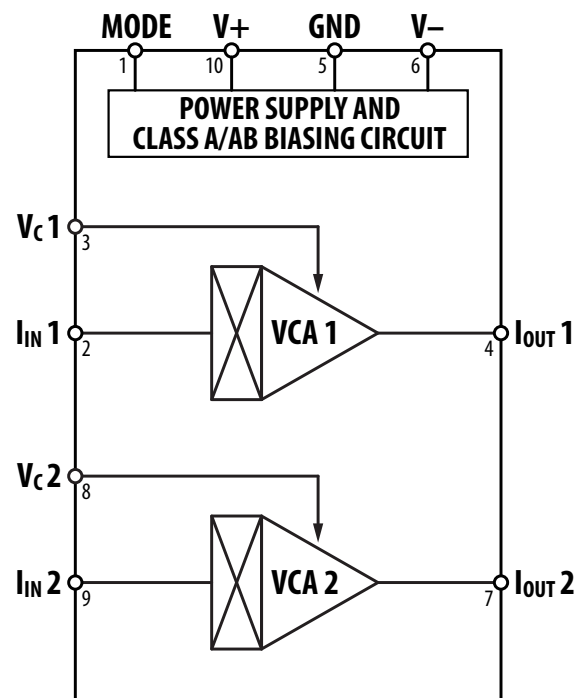 MODE V+ GND V–
1 10 5 6
POWER SUPPLY AND
CLASS A/AB BIASING CIRCUIT
VC 1
3
IIN 1 VCA 1 IOUT 1
2 4
VC 2
8
IIN 2 VCA 2 IOUT 2
9 7